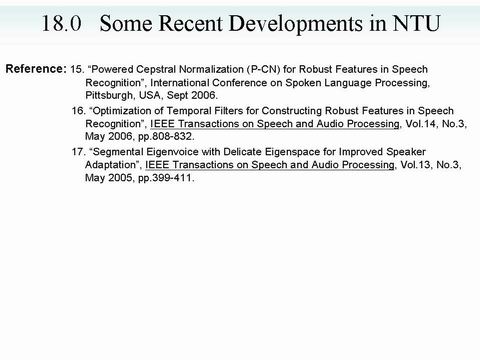 18.0 Some Recent Developments in NTU
Reference: 15. “Powered Cepstral Normalization (P-CN) for Robust Features in Speech
Recognition”, International Conference on Spoken Language Processing,
Pittsburgh, USA, Sept 2006.
16. “Optimization of Temporal Filters for Constructing Robust Features in Speech
Recognition”, IEEE Transactions on Speech and Audio Processing, Vol.14, No.3,
May 2006, pp.808-832.
17. “Segmental Eigenvoice with Delicate Eigenspace for Improved Speaker
Adaptation”, IEEE Transactions on Speech and Audio Processing, Vol.13, No.3,
May 2005, pp.399-411.